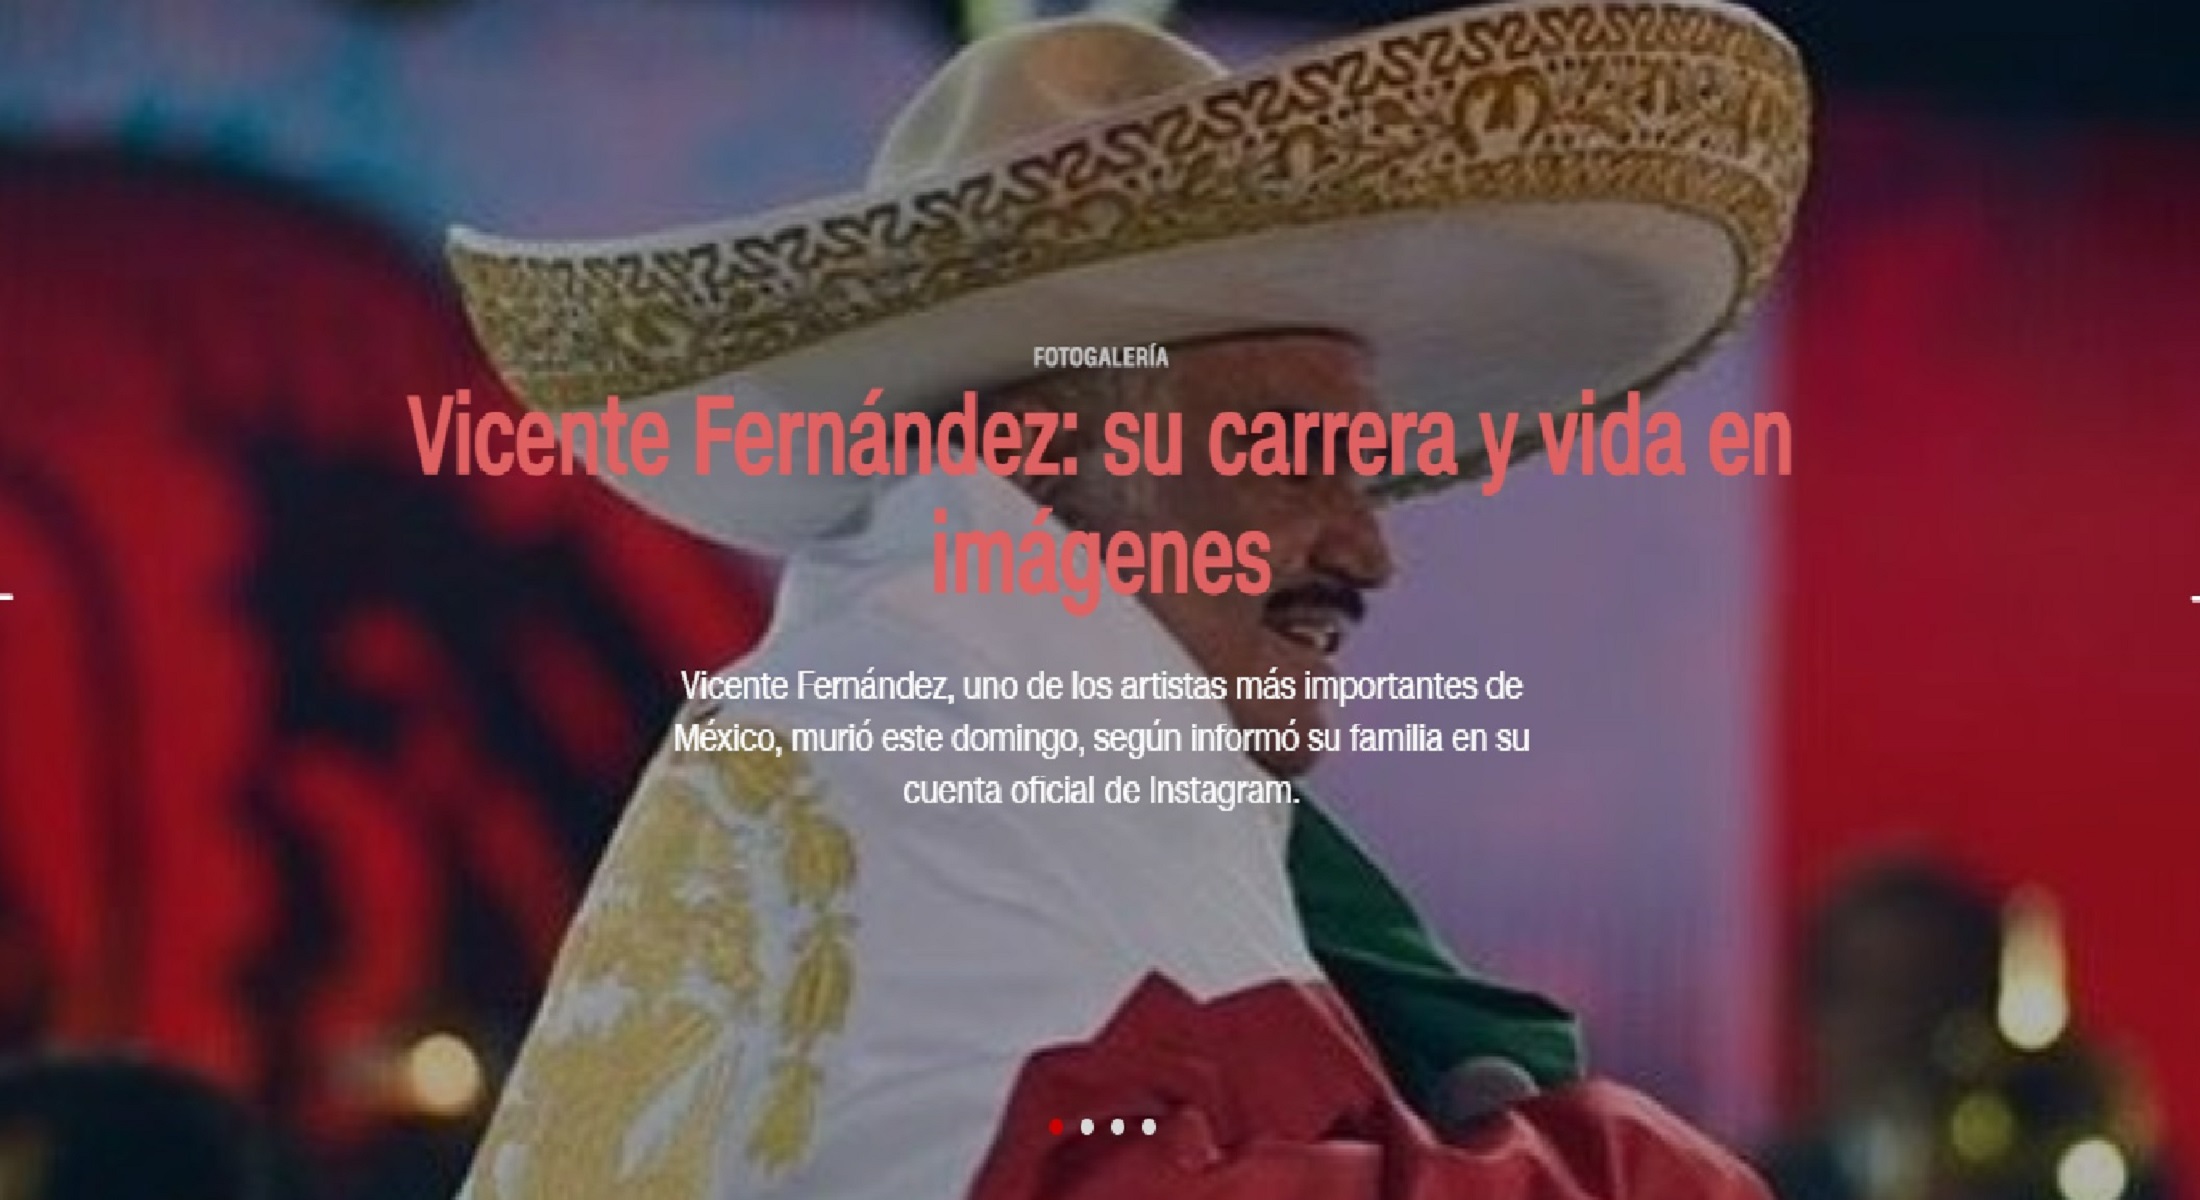 FOTOGALERÍA
Vicente Fernández: su carrera y vida en
imágenes
Vicente Fernández, uno de los artistas más importantes de
México, murió este domingo, según informó su familia en su
cuenta oficial de Instagram.